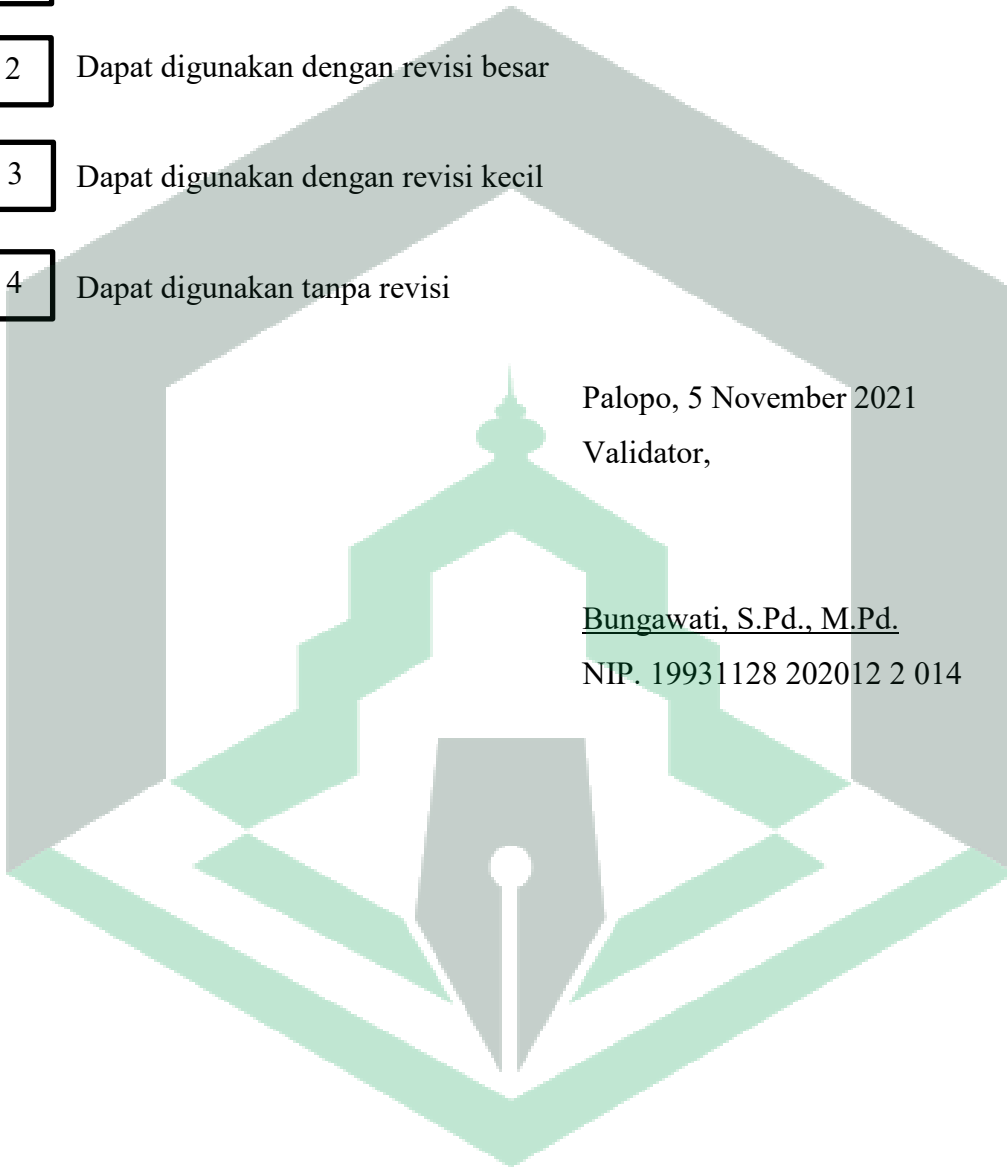 2 Dapat digunakan dengan revisi besar
3 Dapat digunakan dengan revisi kecil
4 Dapat digunakan tanpa revisi
Palopo, 5 November 2021
Validator,
Bungawati, S.Pd., M.Pd.
NIP. 19931128 202012 2 014